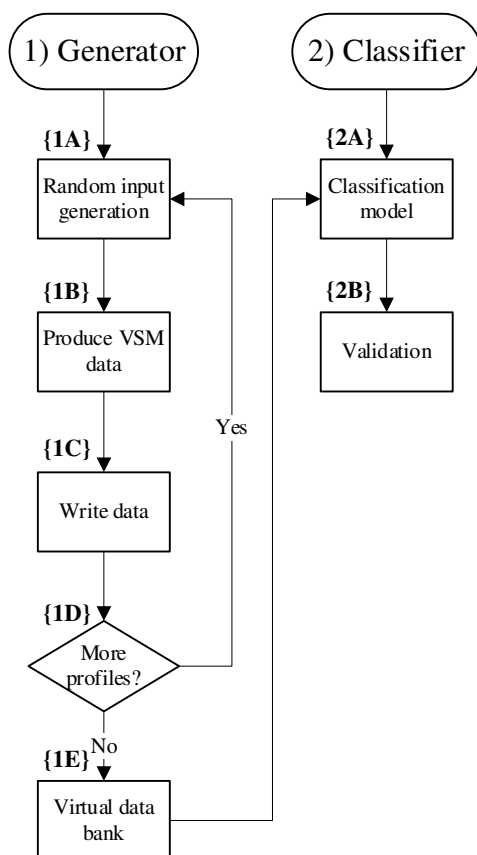 1) Generator
{1A}
Random input
generation
{1B}
Produce VSM
data
{1C}
Write data
{1D}
More
profiles?
Yes
No
{1E}
Virtual data
bank
2) Classifier
{2A}
Classification
model
{2B}
Validation